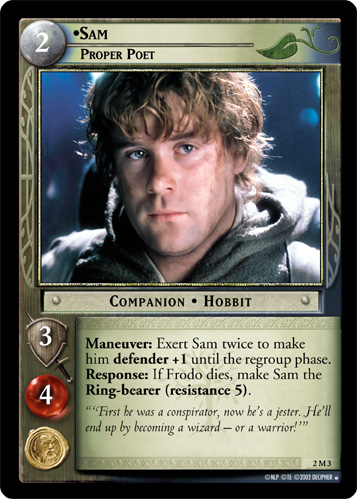 2
•Sam
Proper Poet
Companion • Hobbit
3
4
Maneuver: Exert Sam twice to make
him defender +1 until the regroup phase.
Response: If Frodo dies, make Sam the
Ring-bearer (resistance 5).
“‘First he was a conspirator, now he’s a jester. He’ll
end up by becoming a wizard – or a warrior!’”
2 M 3
©NLP ™TE ©2002 DECIPHER